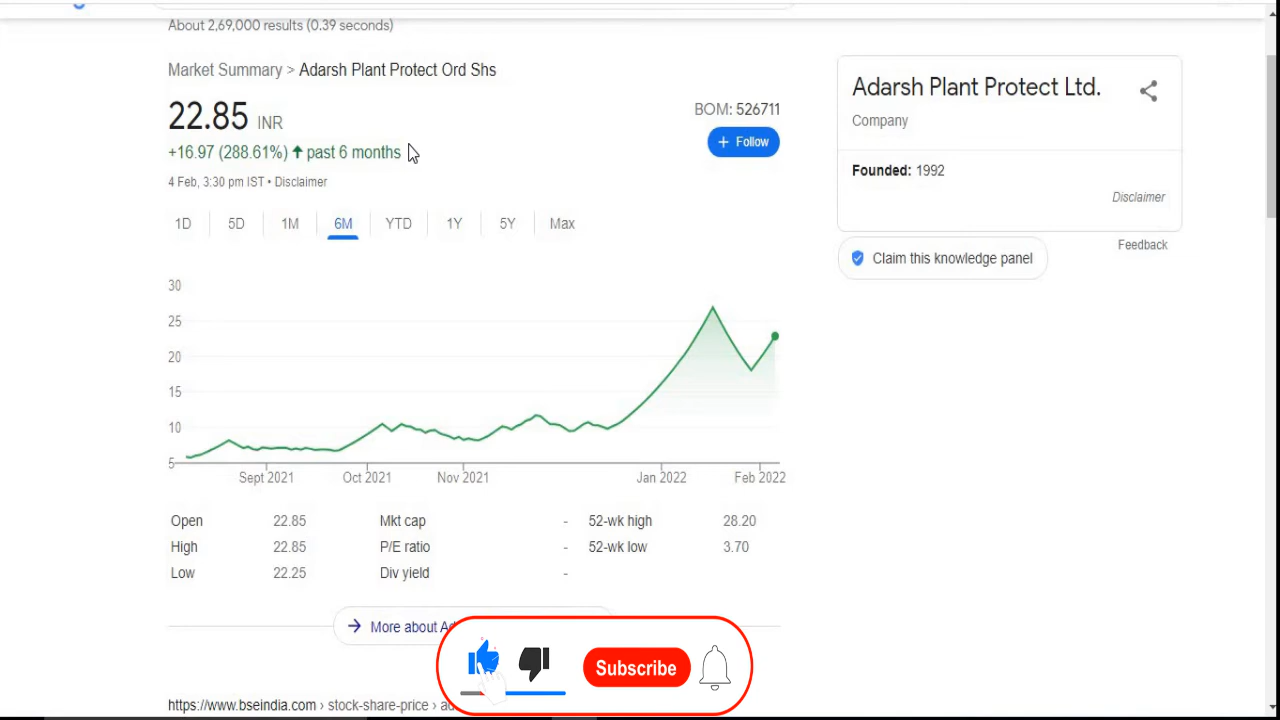 About 2,69,000 results (0.39 seconds)
Market Summary > Adarsh Plant Protect Ord Shs
22.85 INR
+16.97 (288.61%) ↑ past 6 months
4 Feb, 3:30 pm IST • Disclaimer
BOM: 526711
+ Follow
1D 5D 1M 6M YTD 1Y 5Y Max
30
25
20
15
10
5
Sept 2021 Oct 2021 Nov 2021 Jan 2022 Feb 2022
Open 22.85 Mkt cap - 52-wk high 28.20
High 22.85 P/E ratio - 52-wk low 3.70
Low 22.25 Div yield -
→ More about
Adarsh Plant Protect Ltd.
Company
Founded: 1992
Disclaimer
Feedback
Claim this knowledge panel
Subscribe
https://www.bseindia.com › stock-share-price ›